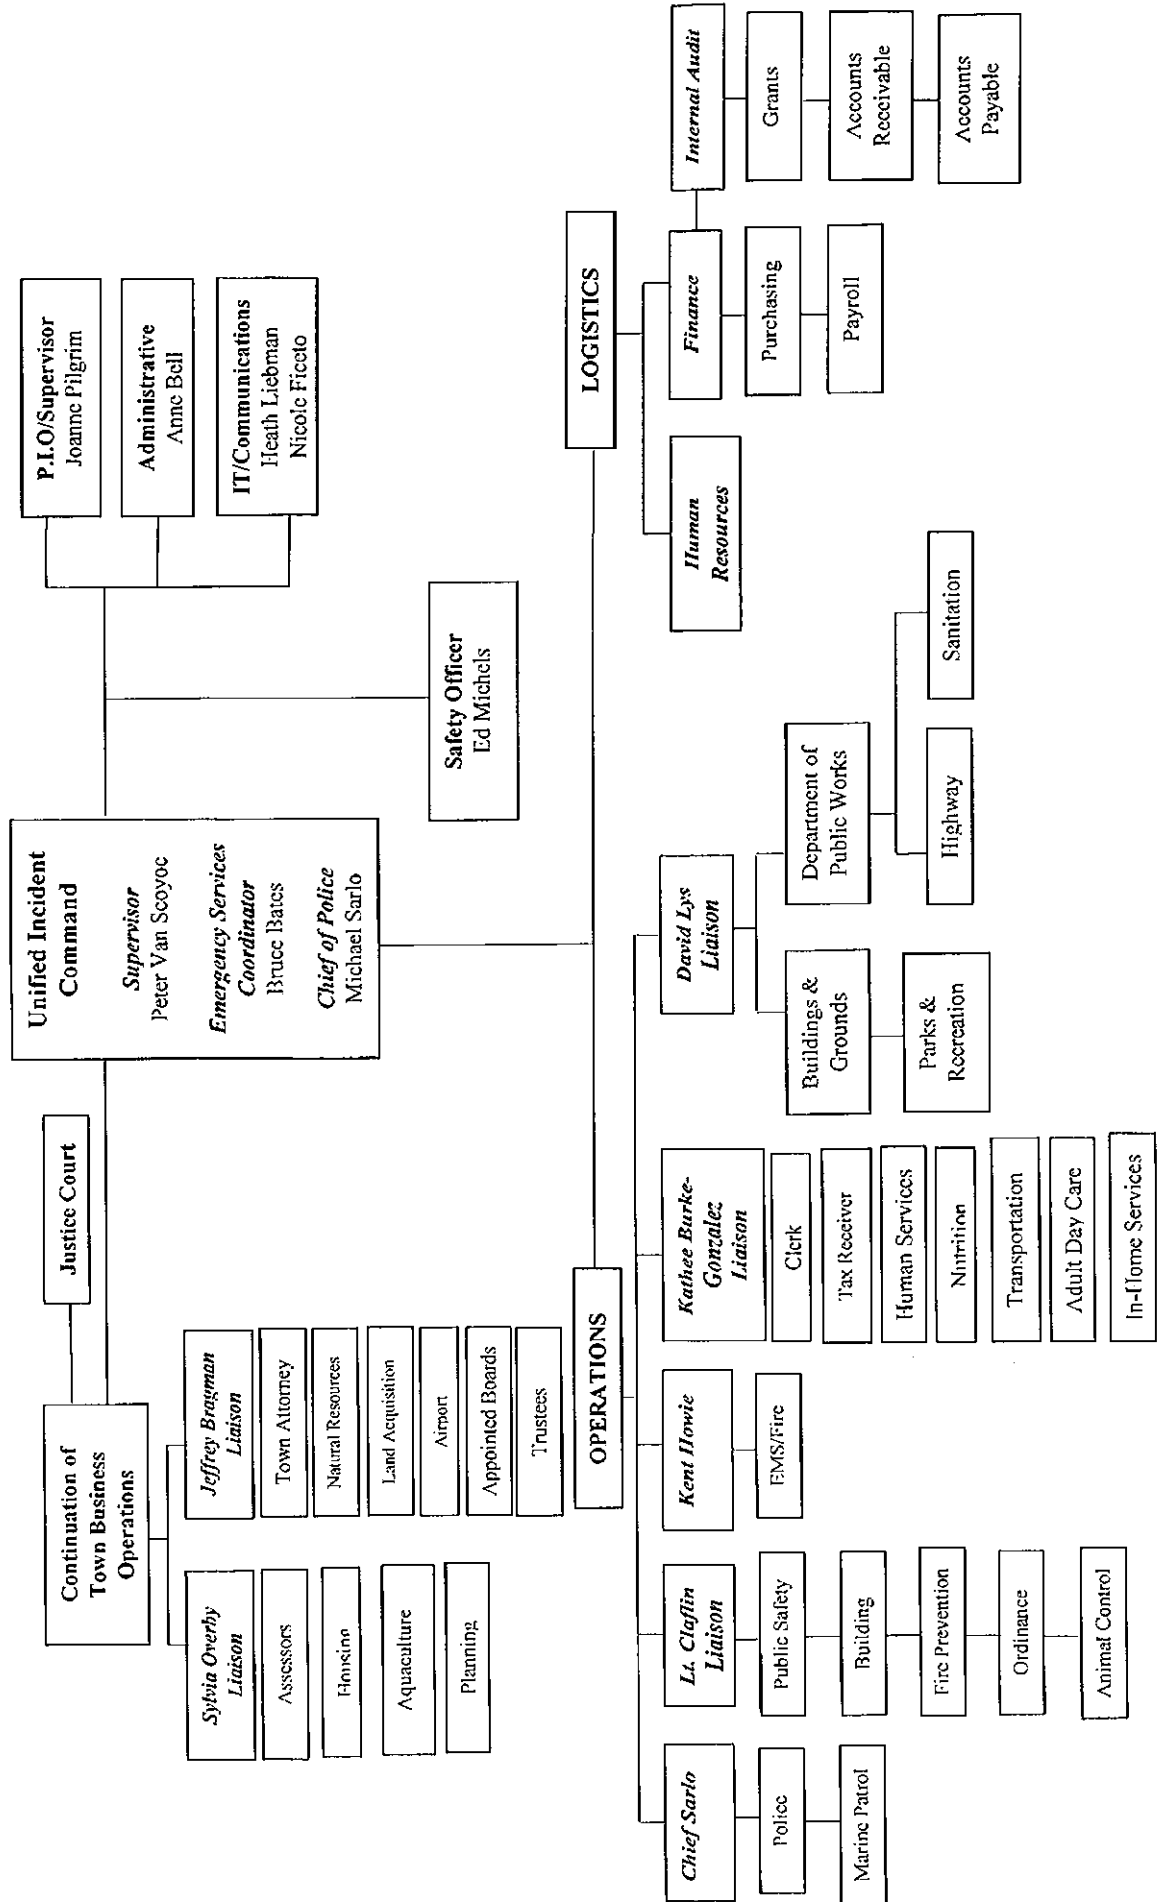 Unified Incident
Command
Supervisor
Peter Van Scoyoc
Emergency Services
Coordinator
Bruce Bates
Chief of Police
Michael Sarlo
P.I.O/Supervisor
Joanne Pilgrim
Administrative
Anne Bell
IT/Communications
Heath Liebman
Nicole Ficeto
Safety Officer
Ed Michels
Justice Court
Continuation of
Town Business
Operations
Sylvia Overby
Liaison
Assessors
Housing
Aquaculture
Planning
Jeffrey Bragman
Liaison
Town Attorney
Natural Resources
Land Acquisition
Airport
Appointed Boards
Trustees
OPERATIONS
Chief Sarlo
Police
Marine Patrol
Lt. Claflin
Liaison
Public Safety
Building
Fire Prevention
Ordinance
Animal Control
Kent Howie
EMS/Fire
Kathee Burke-
Gonzalez
Liaison
Clerk
Tax Receiver
Human Services
Nutrition
Transportation
Adult Day Care
In-Home Services
David Lys
Liaison
Buildings &
Grounds
Parks &
Recreation
Department of
Public Works
Highway
Sanitation
LOGISTICS
Human
Resources
Finance
Purchasing
Payroll
Internal Audit
Grants
Accounts
Receivable
Accounts
Payable